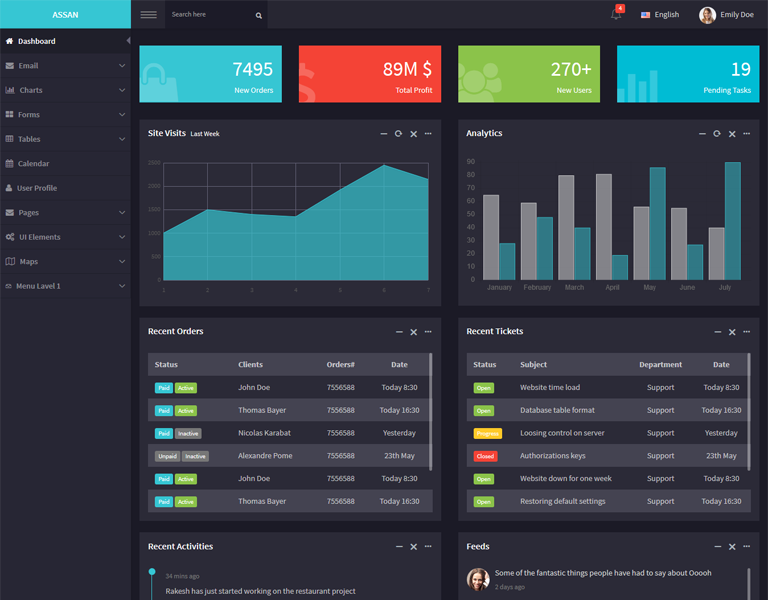 ASSAN
Search here
4
English
Emily Doe
Dashboard
Email
Charts
Forms
Tables
Calendar
User Profile
Pages
UI Elements
Maps
Menu Lavel 1
7495
New Orders
89M $
Total Profit
270+
New Users
19
Pending Tasks
Site Visits Last Week
2500
2000
1500
1000
500
0
1 2 3 4 5 6 7
Analytics
90
80
70
60
50
40
30
20
10
0
January February March April May June July
Recent Orders
Status Clients Orders# Date
Paid Active John Doe 7556588 Today 8:30
Paid Active Thomas Bayer 7556588 Today 16:30
Paid Inactive Nicolas Karabat 7556588 Yesterday
Unpaid Inactive Alexandre Pome 7556588 23th May
Paid Active John Doe 7556588 Today 8:30
Paid Active Thomas Bayer 7556588 Today 16:30
Recent Tickets
Status Subject Department Date
Open Website time load Support Today 8:30
Open Database table format Support Today 16:30
Progress Loosing control on server Support Yesterday
Closed Authorizations keys Support 23th May
Open Website down for one week Support Today 8:30
Open Restoring default settings Support Today 16:30
Recent Activities
34 mins ago
Rakesh has just started working on the restaurant project
Feeds
Some of the fantastic things people have had to say about Ooooh
2 days ago